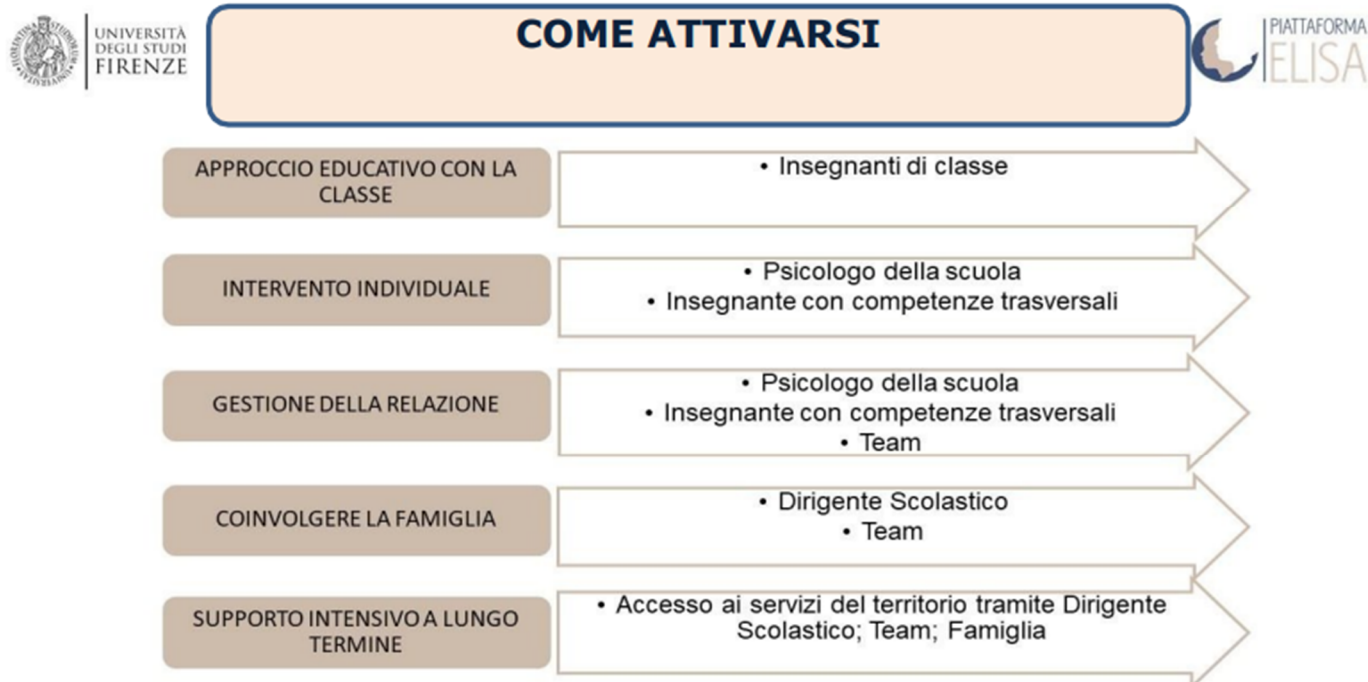 UNIVERSITÀ
DEGLI STUDI
FIRENZE
COME ATTIVARSI
PIATTAFORMA
ELISA
APPROCCIO EDUCATIVO CON LA
CLASSE
• Insegnanti di classe
INTERVENTO INDIVIDUALE
• Psicologo della scuola
• Insegnante con competenze trasversali
GESTIONE DELLA RELAZIONE
• Psicologo della scuola
• Insegnante con competenze trasversali
• Team
COINVOLGERE LA FAMIGLIA
• Dirigente Scolastico
• Team
SUPPORTO INTENSIVO A LUNGO
TERMINE
• Accesso ai servizi del territorio tramite Dirigente
Scolastico; Team; Famiglia